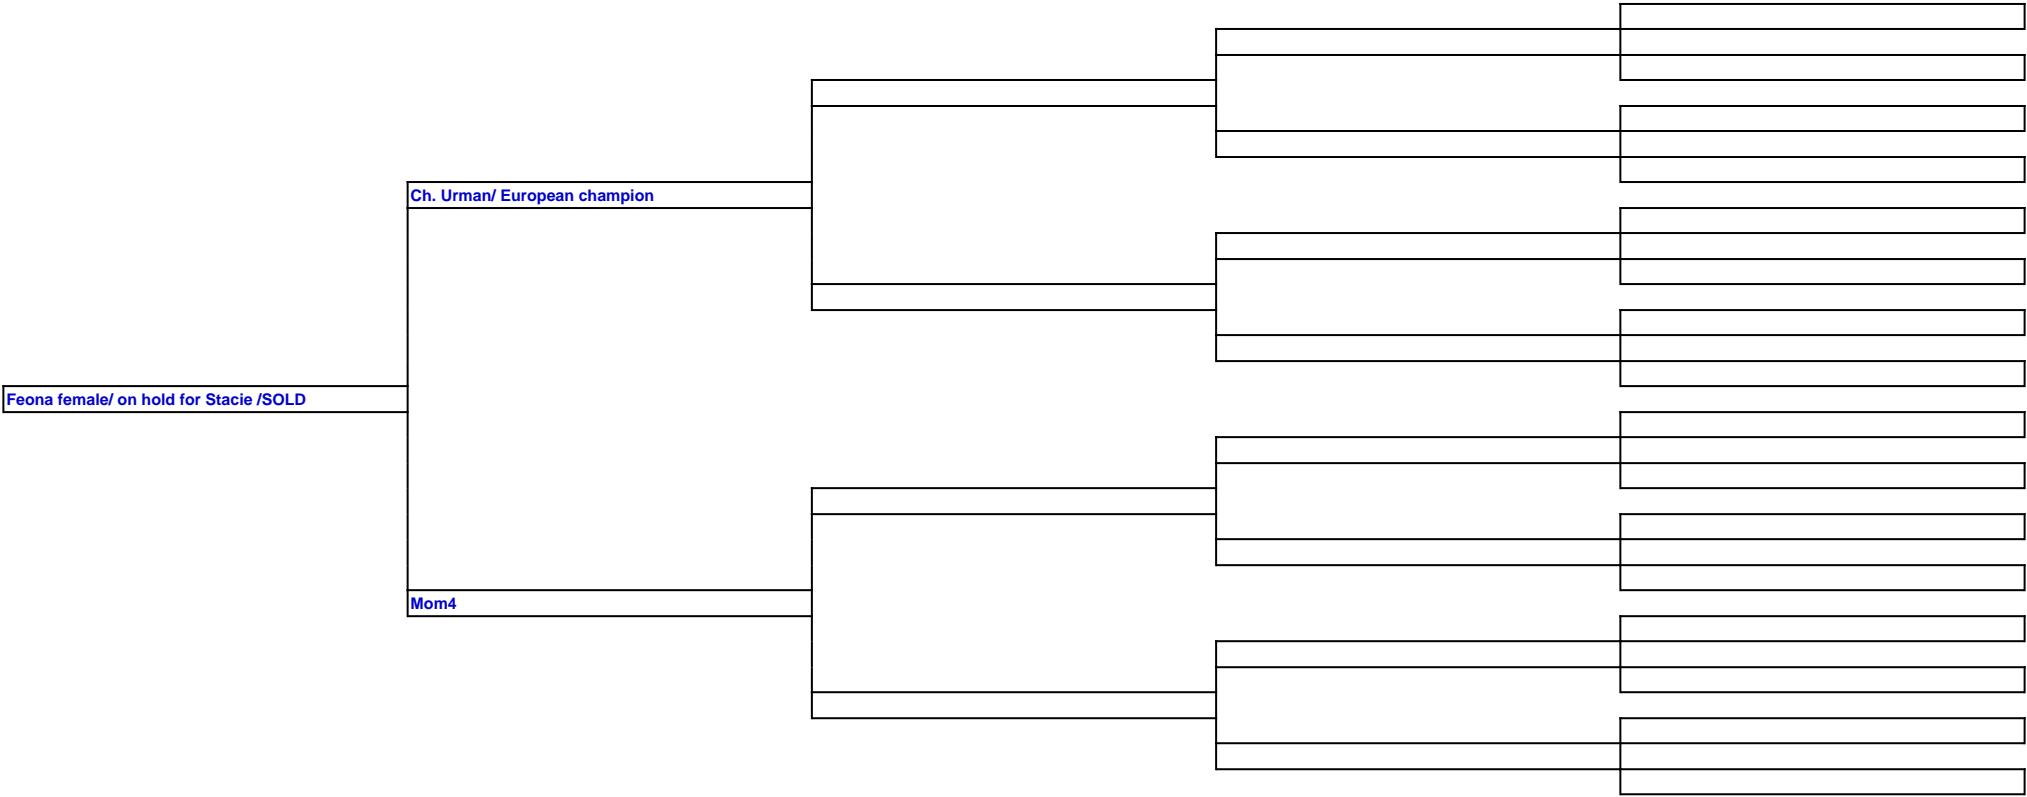 Ch. Urman/ European champion
Feona female/ on hold for Stacie /SOLD
Mom4